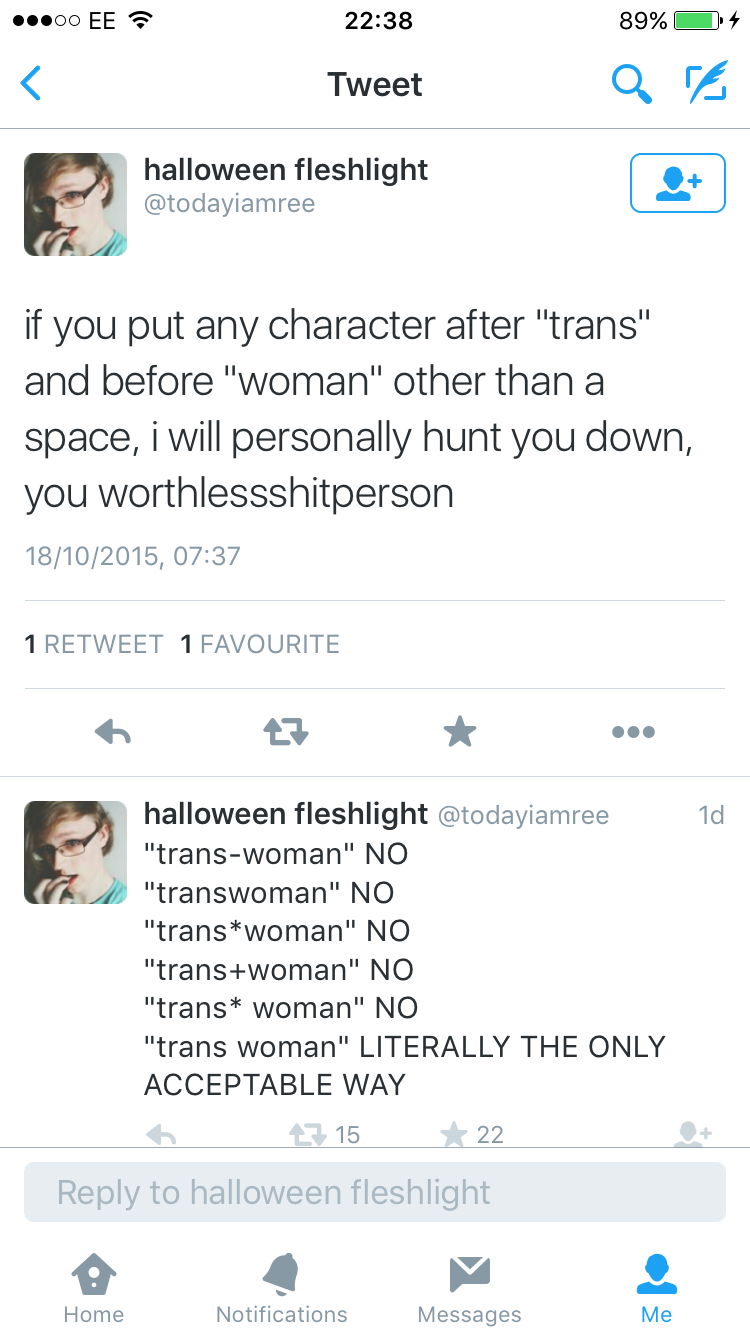 EE 22:38 89%
Tweet
halloween fleshlight
@todayiamree
if you put any character after "trans"
and before "woman" other than a
space, i will personally hunt you down,
you worthlessshitperson
18/10/2015, 07:37
1 RETWEET 1 FAVOURITE
halloween fleshlight @todayiamree 1d
"trans-woman" NO
"transwoman" NO
"trans*woman" NO
"trans+woman" NO
"trans* woman" NO
"trans woman" LITERALLY THE ONLY
ACCEPTABLE WAY
15 22
Reply to halloween fleshlight
Home Notifications Messages Me